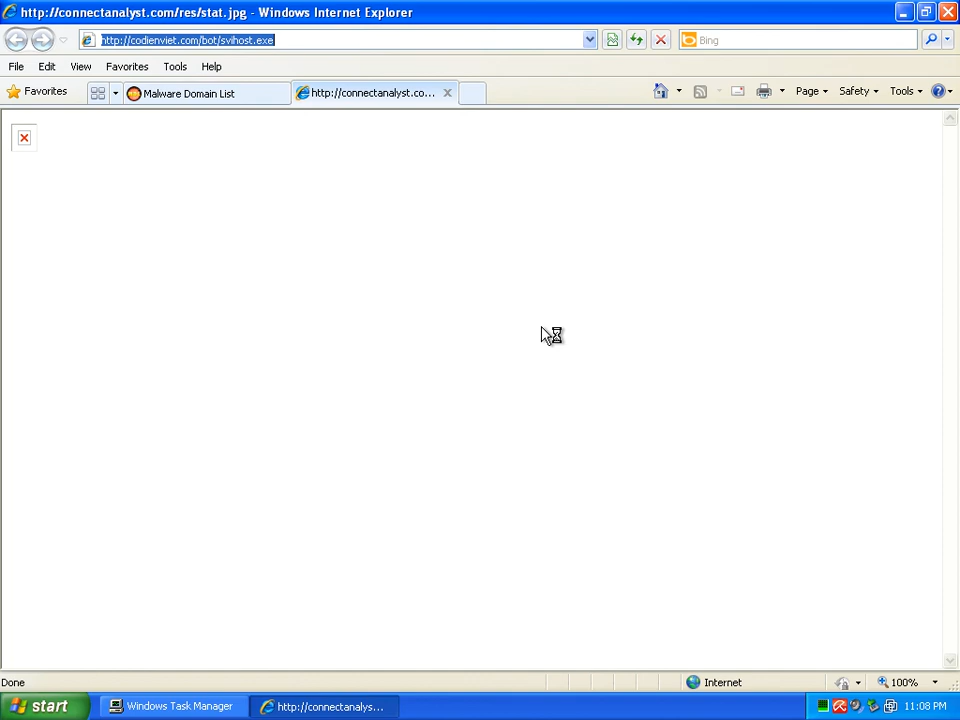 http://connectanalyst.com/res/stat.jpg - Windows Internet Explorer
http://codienviet.com/bot/svihost.exe
Bing
File Edit View Favorites Tools Help
Favorites
Malware Domain List
http://connectanalyst.co...
Page Safety Tools
Done
Internet
100%
start
Windows Task Manager
http://connectanalys...
11:08 PM